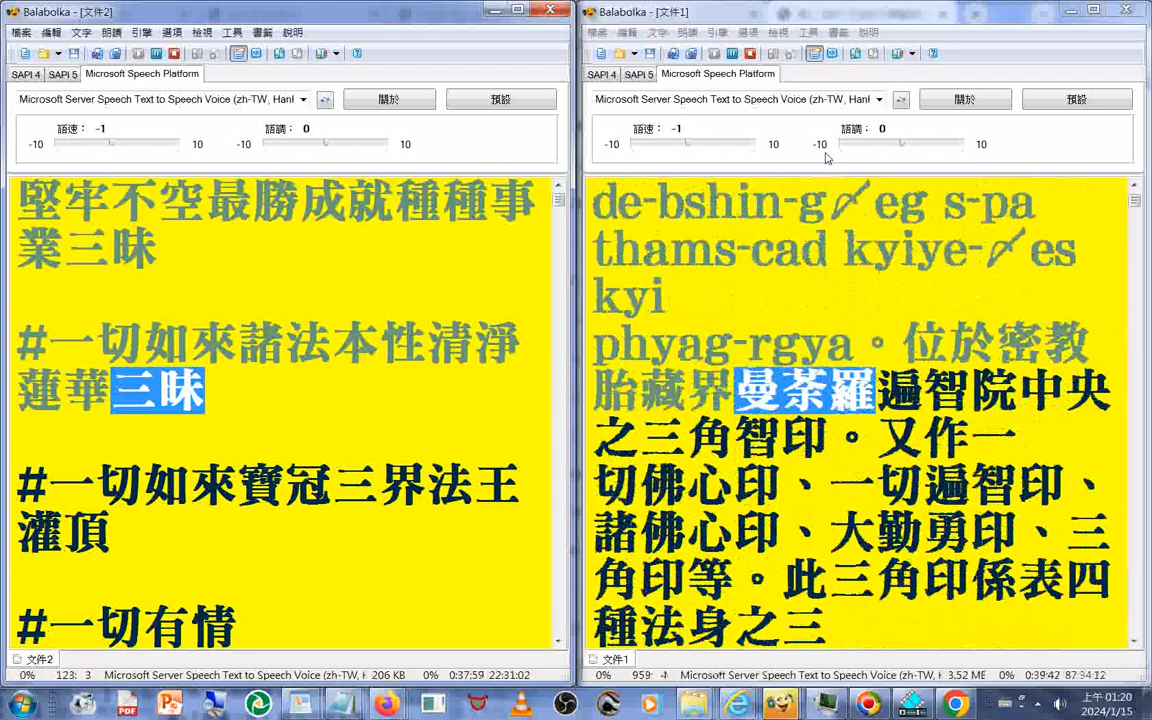 Balabolka - [文件2]
檔案 編輯 文字 朗讀 引擎 選項 檢視 工具 書籤 說明
SAPI 4 SAPI 5 Microsoft Speech Platform
Microsoft Server Speech Text to Speech Voice (zh-TW, Hanl
關於 預設
語速： -1 語調： 0
-10 10 -10 10
堅牢不空最勝成就種種事
業三昧
#一切如來諸法本性清淨
蓮華三昧
#一切如來寶冠三界法王
灌頂
#一切有情
文件2
0% 123: 3 Microsoft Server Speech Text to Speech Voice (zh-TW, H 206 KB 0% 0:37:59 22:31:02
Balabolka - [文件1]
檔案 編輯 文字 朗讀 引擎 選項 檢視 工具 書籤 說明
SAPI 4 SAPI 5 Microsoft Speech Platform
Microsoft Server Speech Text to Speech Voice (zh-TW, Hanl
關於 預設
語速： -1 語調： 0
-10 10 -10 10
de-bshin-g〆eg s-pa
thams-cad kyiye-〆es
kyi
phyag-rgya。位於密教
胎藏界曼荼羅遍智院中央
之三角智印。又作一
切佛心印、一切遍智印、
諸佛心印、大勤勇印、三
角印等。此三角印係表四
種法身之三
文件1
0% 959: 4 Microsoft Server Speech Text to Speech Voice (zh-TW, H 3.52 MB 0% 0:39:42 87:34:12
上午 01:20
2024/1/15